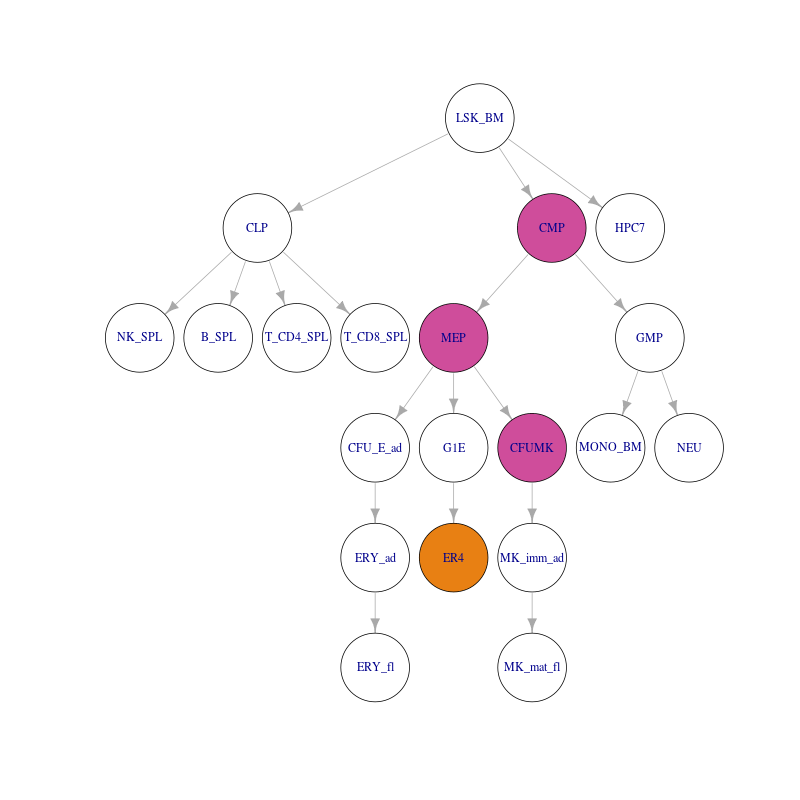 LSK_BM
CLP
CMP
HPC7
NK_SPL
B_SPL
T_CD4_SPL
T_CD8_SPL
MEP
GMP
CFU_E_ad
G1E
CFUMK
MONO_BM
NEU
ERY_ad
ER4
MK_imm_ad
ERY_fl
MK_mat_fl